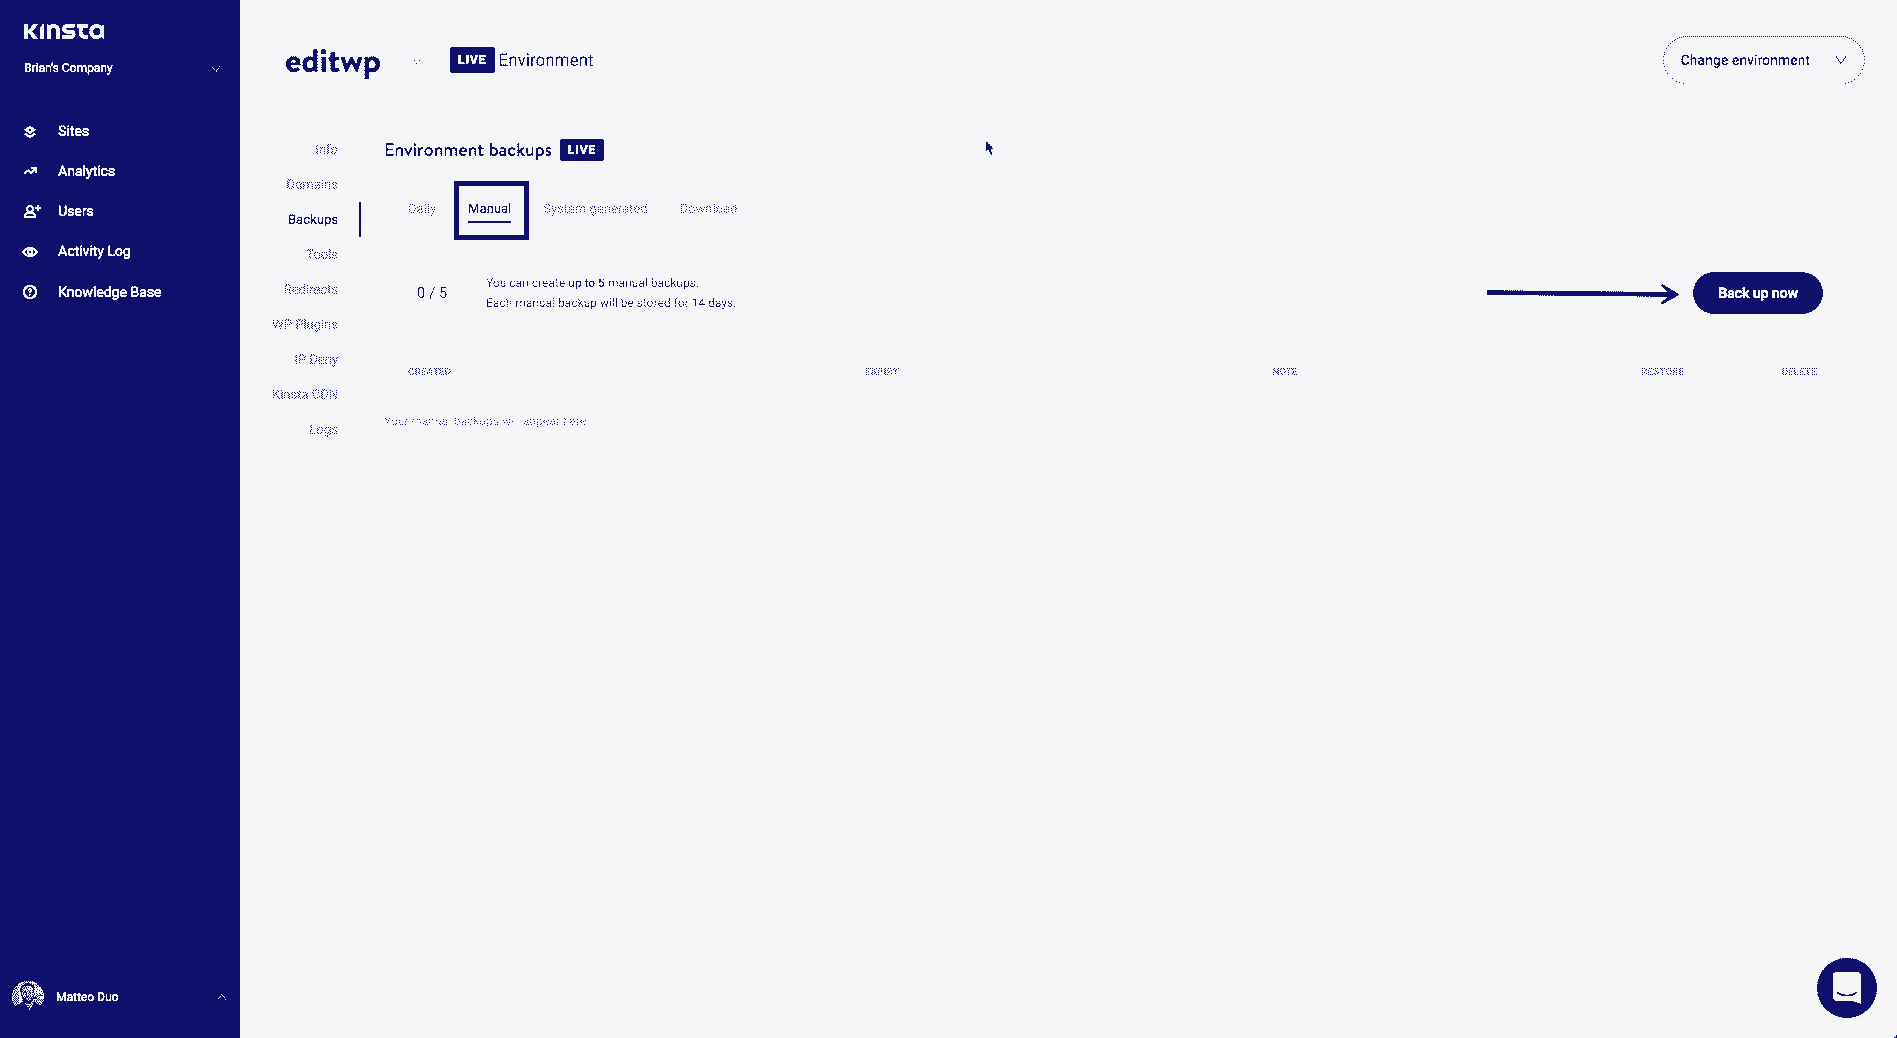 Kinsta
Brian's Company
Sites
Analytics
Users
Activity Log
Knowledge Base
Matteo Duo
editwp LIVE Environment
Change environment
Info
Domains
Backups
Tools
Redirects
WP Plugins
IP Deny
Kinsta CDN
Logs
Environment backups LIVE
Daily Manual System generated Download
0 / 5
You can create up to 5 manual backups.
Each manual backup will be stored for 14 days.
Back up now
CREATED EXPIRY NOTE RESTORE DELETE
Your manual backups will appear here